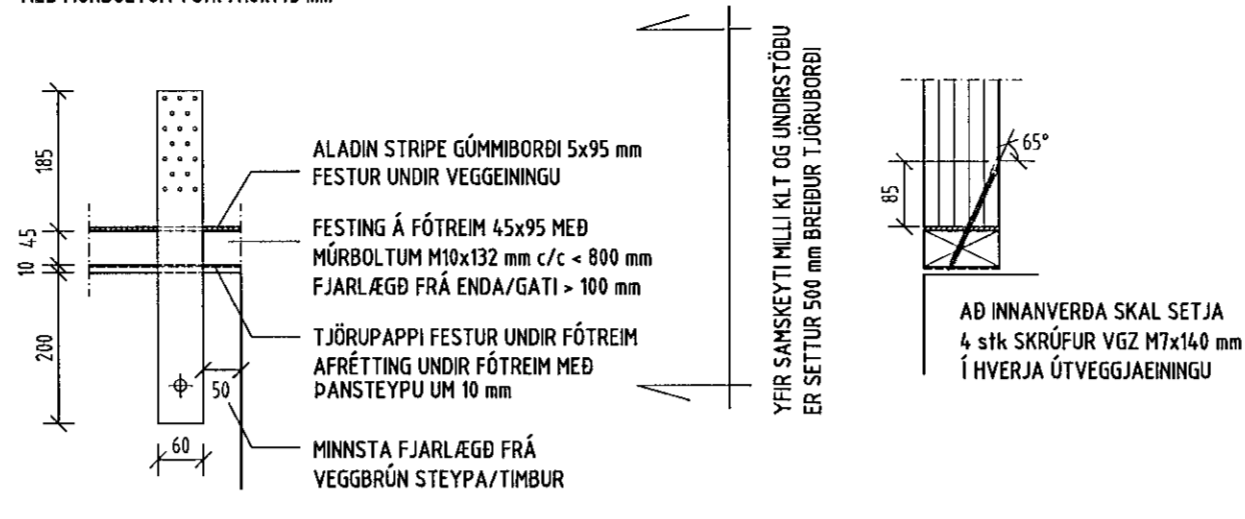 185
45
10
200
60
50
ALADIN STRIPE GÚMMIBORÐI 5x95 mm
FESTUR UNDIR VEGGEININGU
FESTING Á FÓTREIM 45x95 MEÐ
MÚRBOLTUM M10x132 mm c/c < 800 mm
FJARLÆGÐ FRÁ ENDA/GATI > 100 mm
TJÖRUPAPPI FESTUR UNDIR FÓTREIM
AFRÉTTING UNDIR FÓTREIM MEÐ
ÞANSTEYPU UM 10 mm
MINNSTA FJARLÆGÐ FRÁ
VEGGBRÚN STEYPA/TIMBUR
YFIR SAMSKEYTI MILLI KLT OG UNDIRSTÖÐU
ER SETTUR 500 mm BREIÐUR TJÖRUBORÐI
65°
85
AÐ INNANVERÐA SKAL SETJA
4 stk SKRÚFUR VGZ M7x140 mm
Í HVERJA ÚTVEGGJAEININGU